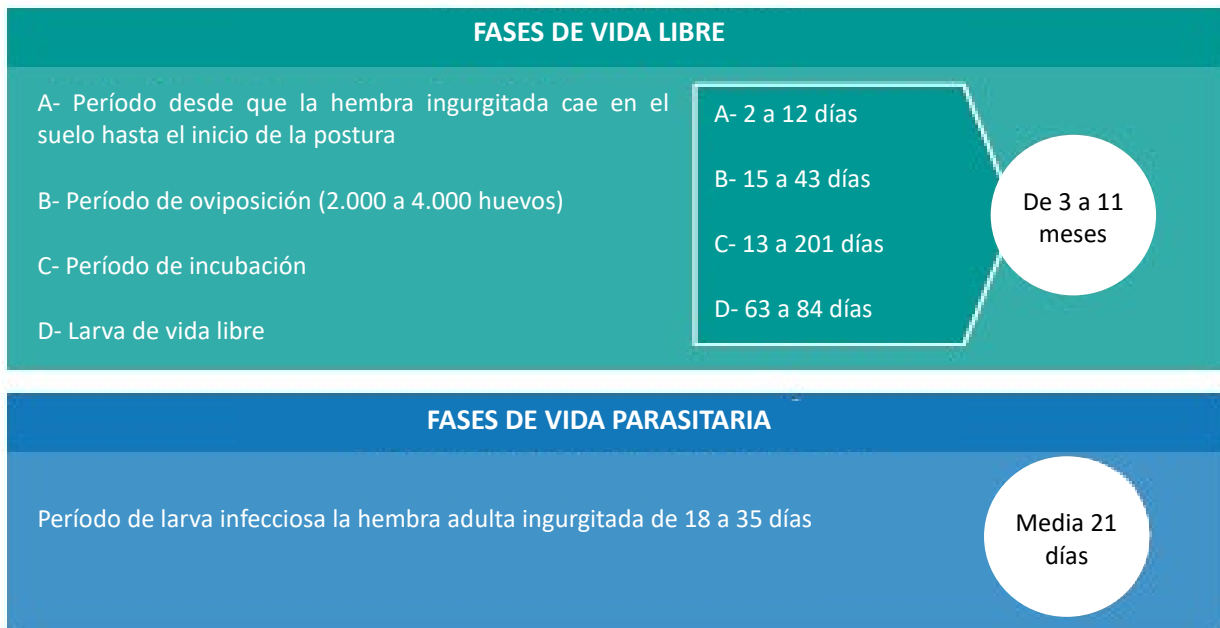 FASES DE VIDA LIBRE
A- Período desde que la hembra ingurgitada cae en el
suelo hasta el inicio de la postura
B- Período de oviposición (2.000 a 4.000 huevos)
C- Período de incubación
D- Larva de vida libre
A- 2 a 12 días
B- 15 a 43 días
C- 13 a 201 días
D- 63 a 84 días
De 3 a 11
meses
FASES DE VIDA PARASITARIA
Período de larva infecciosa la hembra adulta ingurgitada de 18 a 35 días
Media 21
días